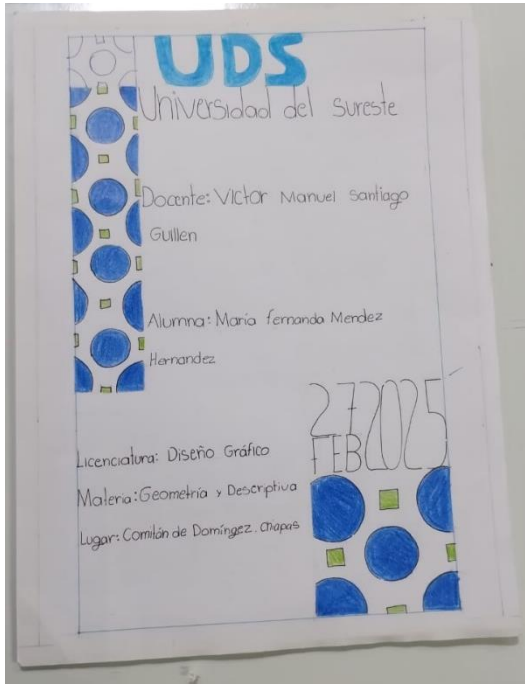 UDS
Universidad del Sureste
Docente: Victor Manuel Santiago
Guillen
Alumna: Maria fernanda Mendez
Hernandez
27 2025
FEB
Licenciatura: Diseño Gráfico
Materia: Geometría y Descriptiva
Lugar: Comitán de Domíngez. Chapas